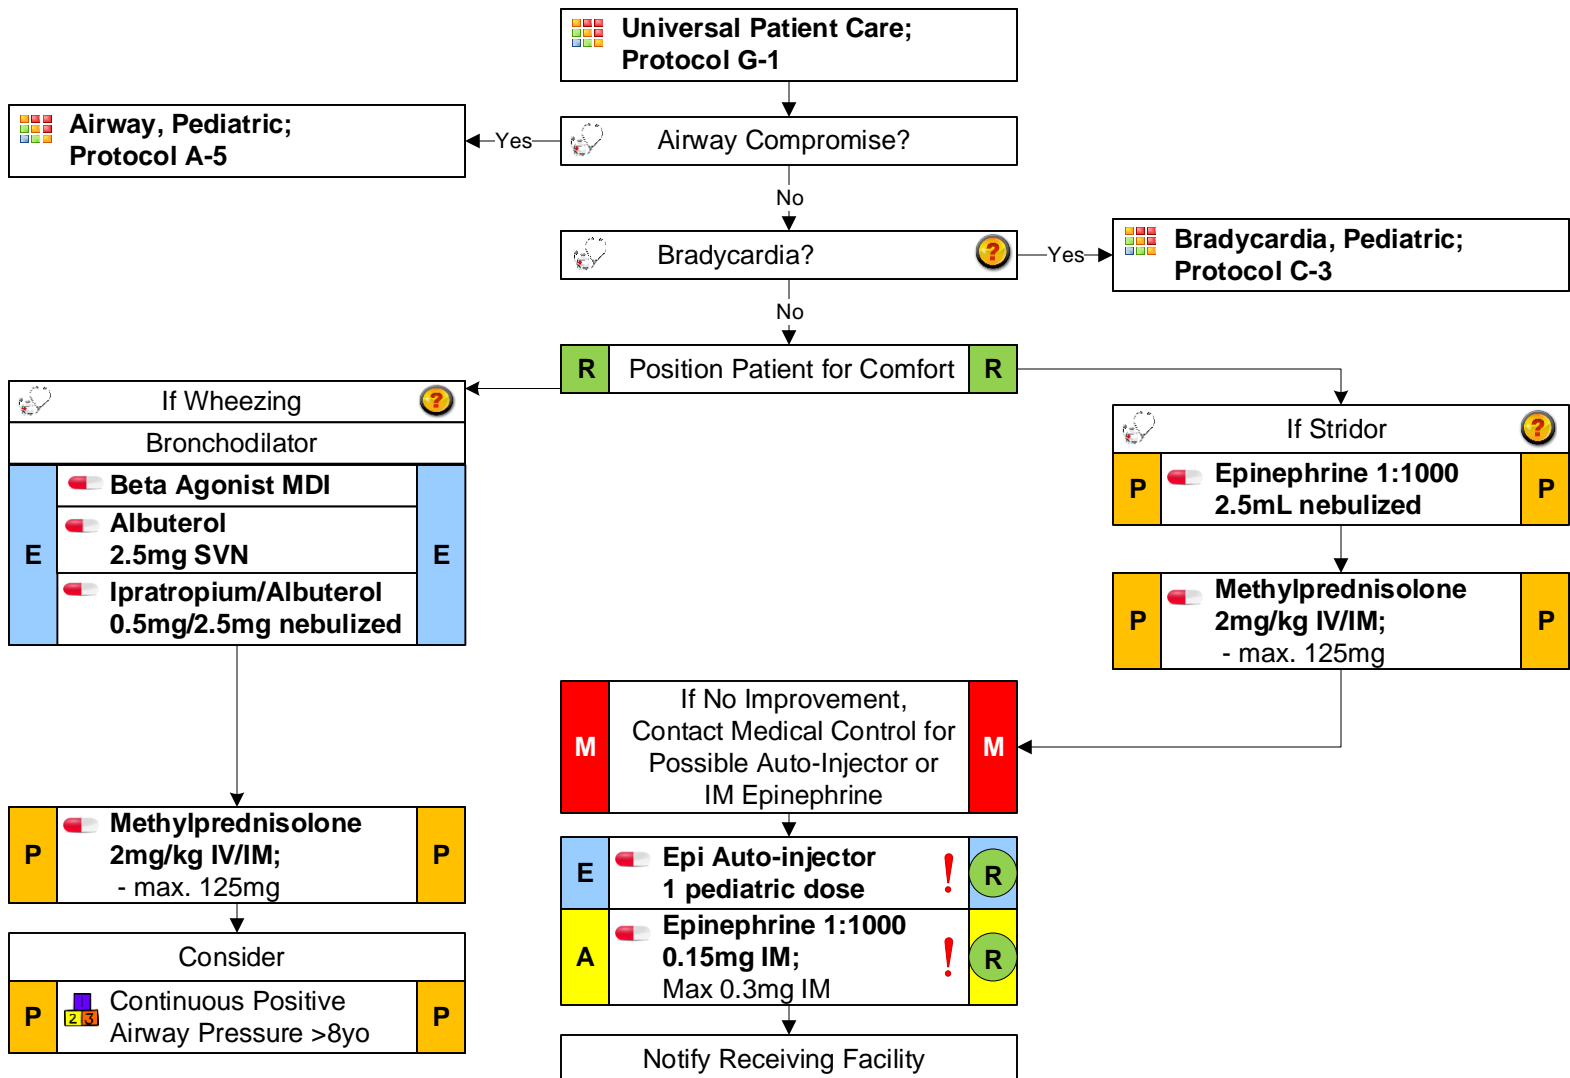 Universal Patient Care;
Protocol G-1
Airway, Pediatric;
Protocol A-5
Yes
Airway Compromise?
No
Bradycardia?
?
Yes
Bradycardia, Pediatric;
Protocol C-3
No
R
Position Patient for Comfort
R
If Wheezing
?
Bronchodilator
E
Beta Agonist MDI
Albuterol
2.5mg SVN
Ipratropium/Albuterol
0.5mg/2.5mg nebulized
E
P
Methylprednisolone
2mg/kg IV/IM;
- max. 125mg
P
Consider
P
1
2 3
Continuous Positive
Airway Pressure >8yo
P
If Stridor
?
P
Epinephrine 1:1000
2.5mL nebulized
P
P
Methylprednisolone
2mg/kg IV/IM;
- max. 125mg
P
M
If No Improvement,
Contact Medical Control for
Possible Auto-Injector or
IM Epinephrine
M
E
Epi Auto-injector
1 pediatric dose
!
R
A
Epinephrine 1:1000
0.15mg IM;
Max 0.3mg IM
!
R
Notify Receiving Facility